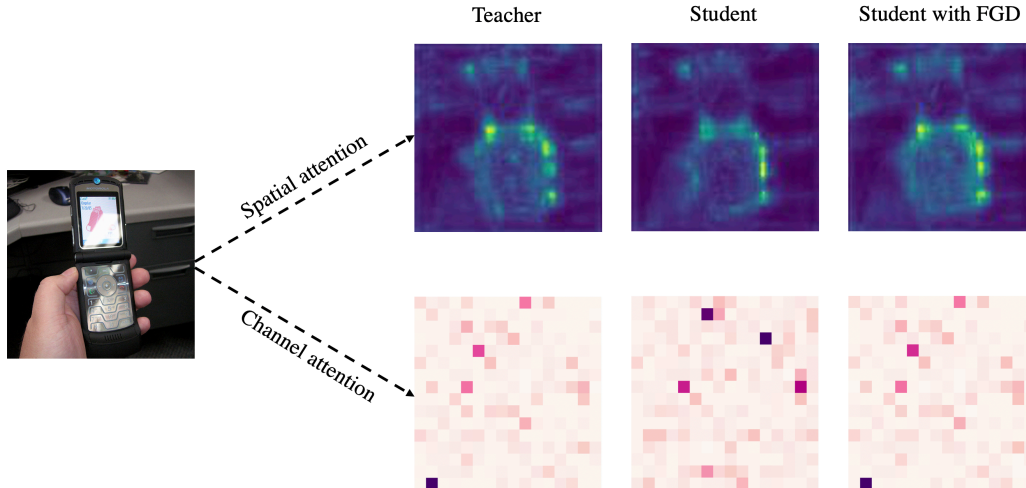 Teacher
Student
Student with FGD
Spatial attention
Channel attention